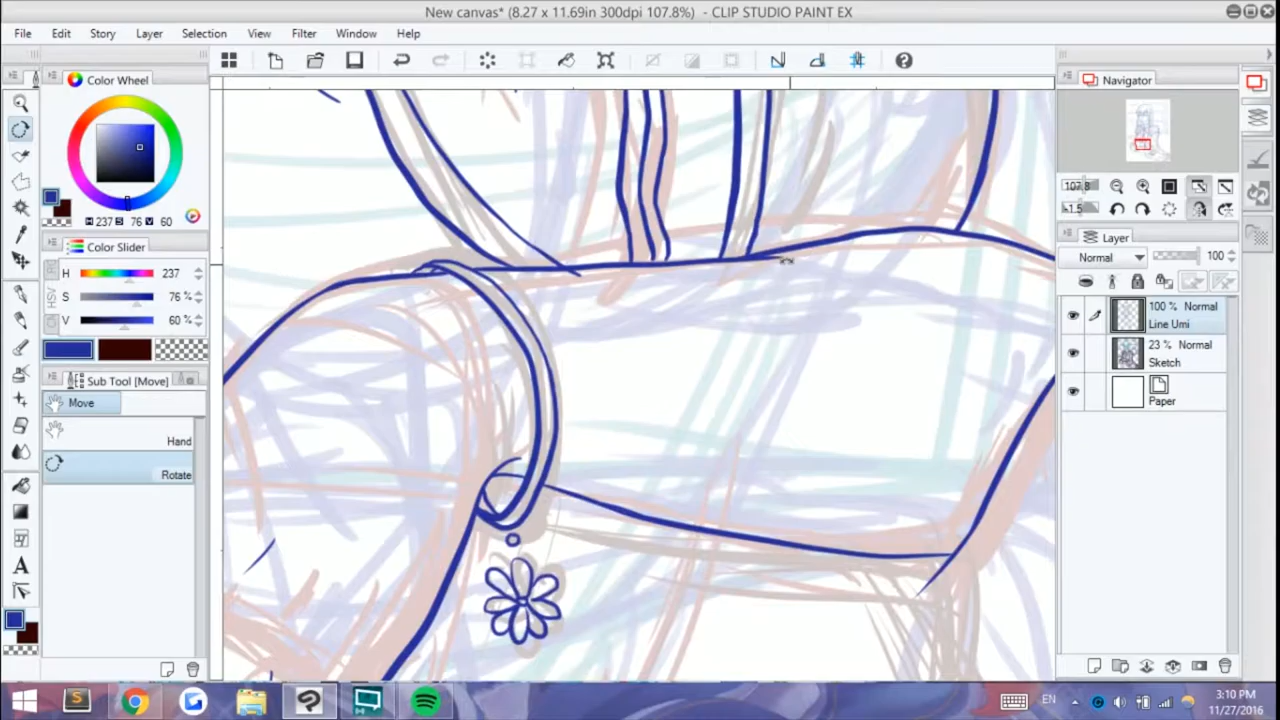 New canvas* (8.27 x 11.69in 300dpi 107.8%) - CLIP STUDIO PAINT EX
File Edit Story Layer Selection View Filter Window Help
Color Wheel
H 237 S 76 V 60
Color Slider
H 237
S 76 %
V 60 %
HSV
Sub Tool [Move]
Move
Hand
Rotate
A
Navigator
107.8
Layer
Normal 100
100 % Normal
Line Umi
23 % Normal
Sketch
Paper
EN
3:10 PM
11/27/2016